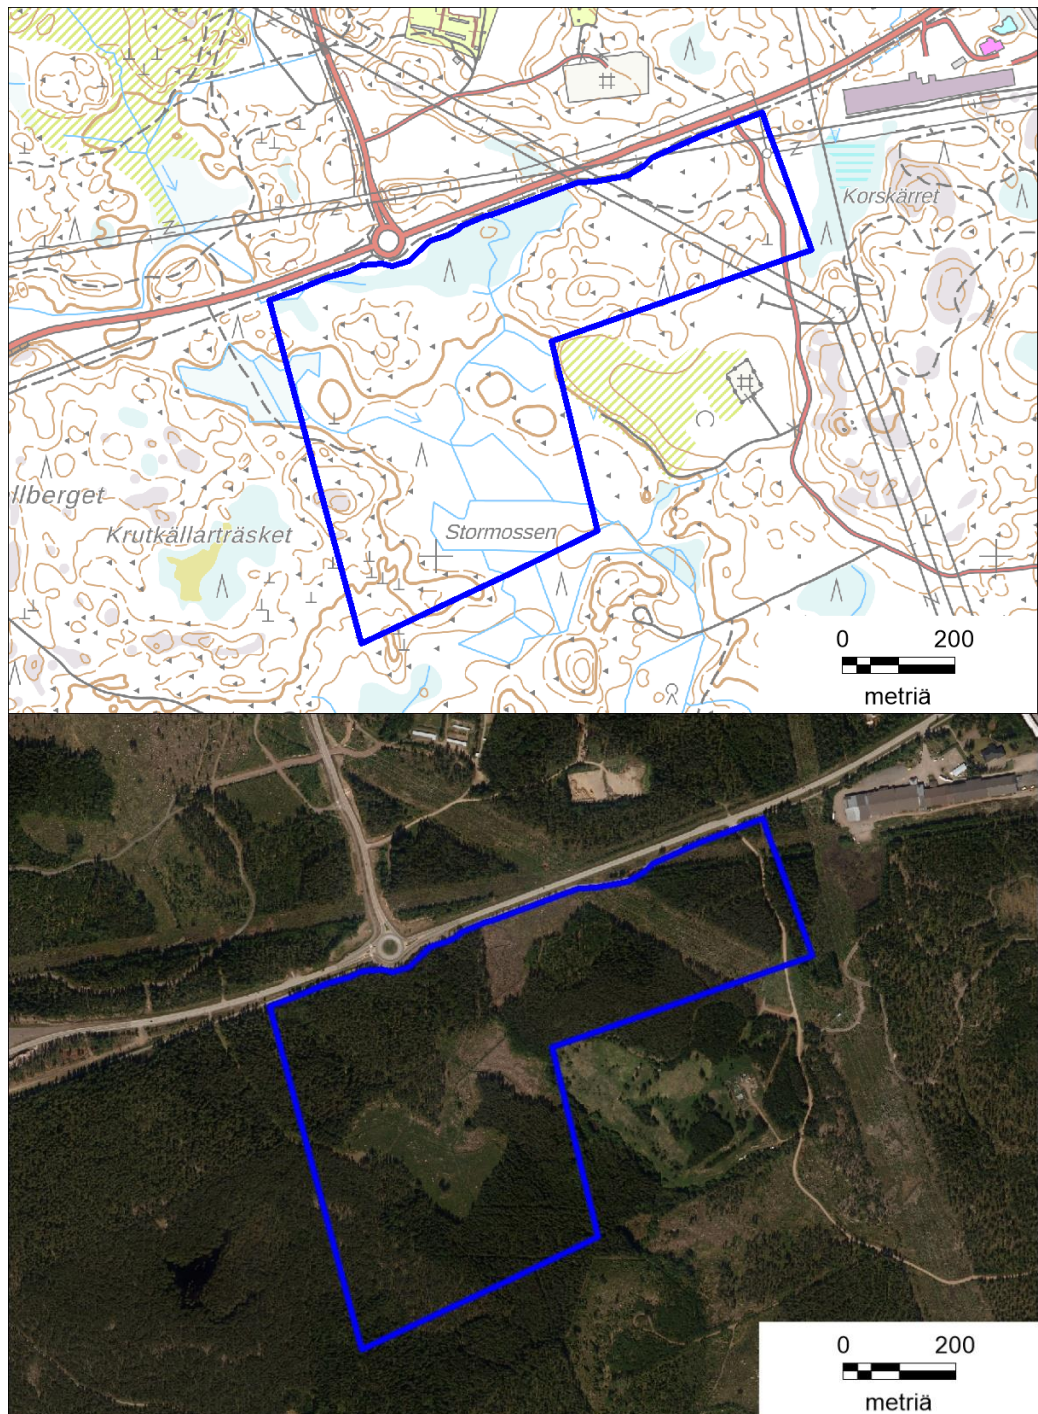 Korskärret
llberget
Krutkällarträsket
Stormossen
0 200
metriä
0 200
metriä